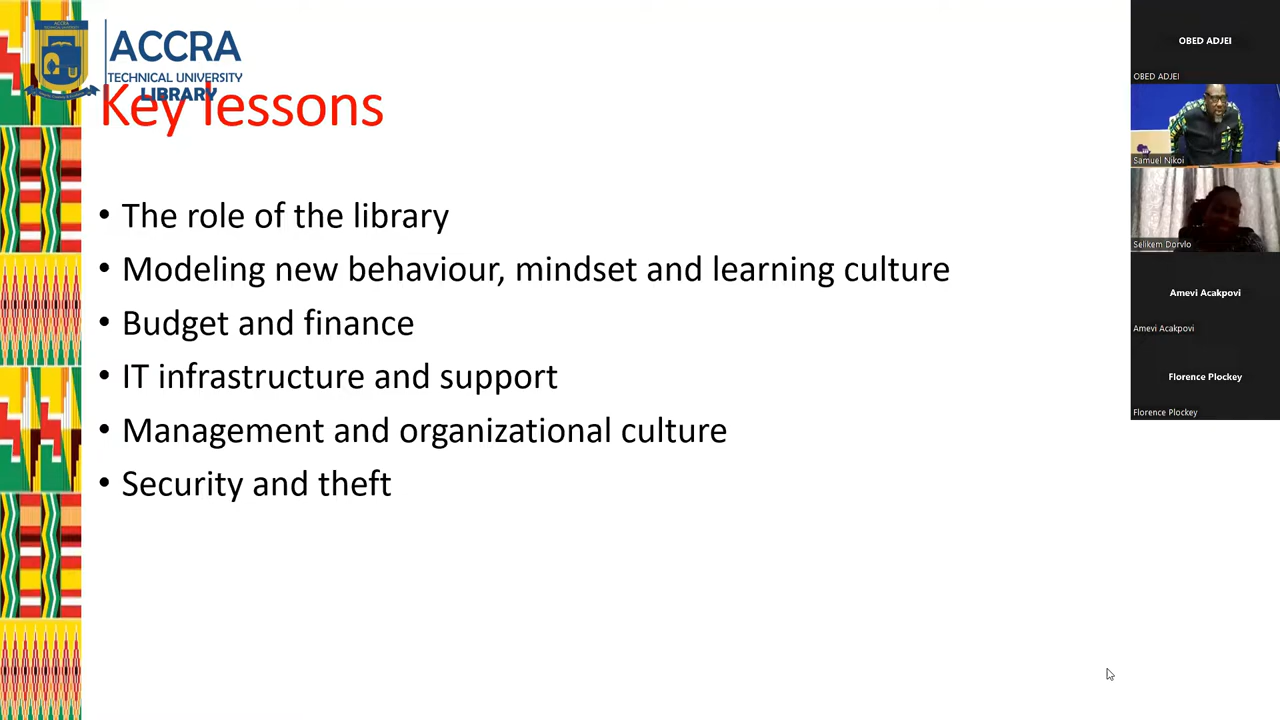 ACCRA
TECHNICAL UNIVERSITY
LIBRARY
Key lessons
• The role of the library
• Modeling new behaviour, mindset and learning culture
• Budget and finance
• IT infrastructure and support
• Management and organizational culture
• Security and theft
OBED ADJEI
OBED ADJEI
Samuel Nikoi
Selikem Dorvlo
Amevi Acakpovi
Amevi Acakpovi
Florence Plockey
Florence Plockey